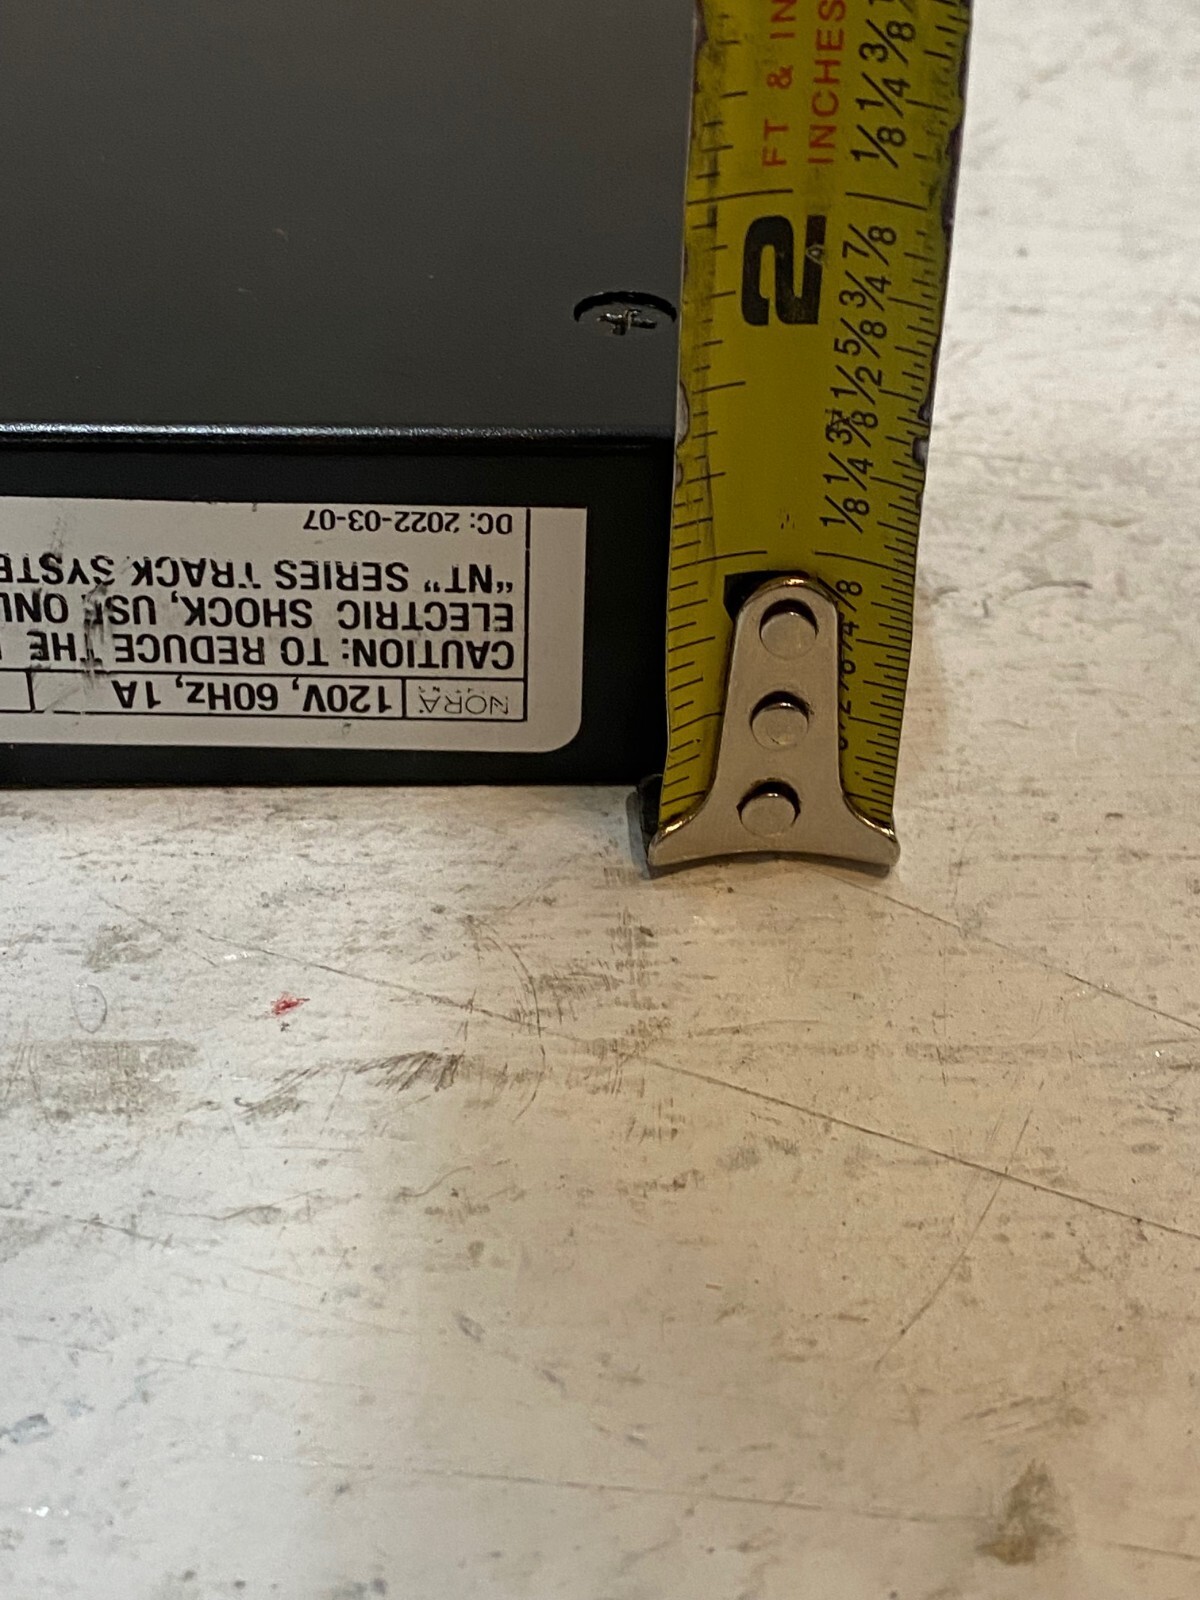 NORA 120V, 60Hz, 1A
CAUTION: TO REDUCE THE
ELECTRIC SHOCK, USE ONL
"NT" SERIES TRACK SYSTE
DC: 2022-03-07
FT & IN
INCHES
1/8 1/4 3/8
2
1/8 1/4 3/8 1/2 5/8 3/4 7/8